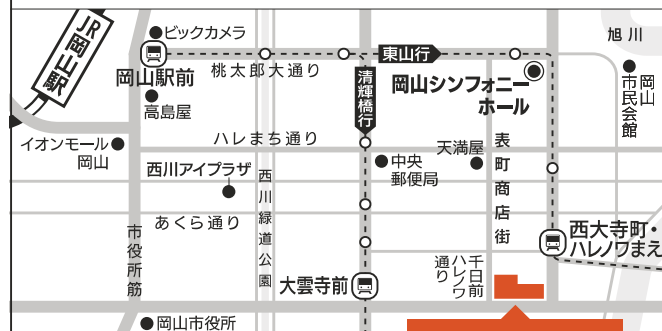 ビックカメラ
JR岡山駅
岡山駅
岡山駅前
高島屋
桃太郎大通り
東山行
清輝橋行
岡山シンフォニー
ホール
旭川
岡山
市民会館
イオンモール
岡山
ハレまち通り
西川アイプラザ
中央
郵便局
天満屋
表町商店街
西川緑道公園
あくら通り
市役所筋
大雲寺前
千日前
ハレノワ
通り
西大寺町・
ハレノワまえ
岡山市役所